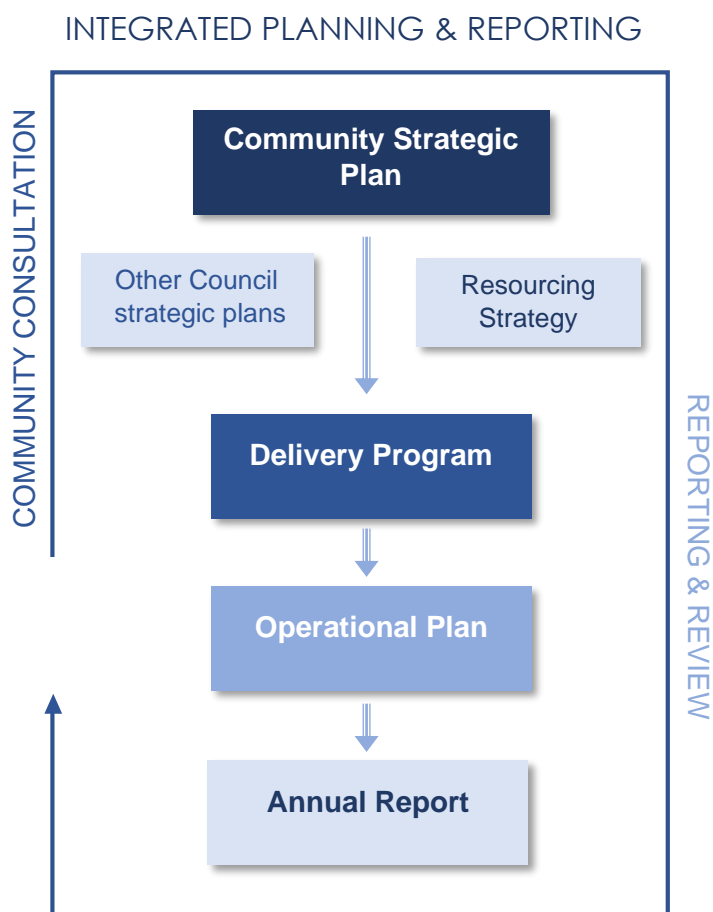 INTEGRATED PLANNING & REPORTING
COMMUNITY CONSULTATION
Community Strategic
Plan
Other Council
strategic plans
Resourcing
Strategy
Delivery Program
REPORTING & REVIEW
Operational Plan
Annual Report